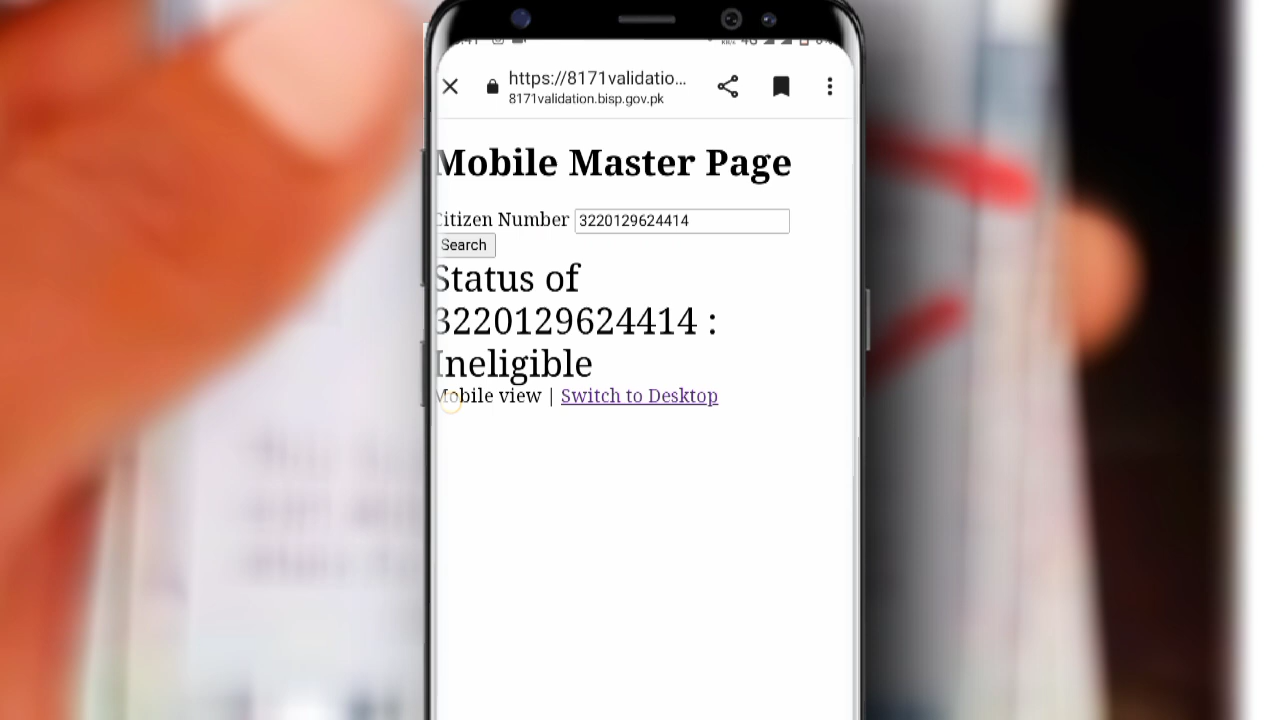 https://8171validatio...
8171validation.bisp.gov.pk
Mobile Master Page
Citizen Number 3220129624414
Search
Status of
3220129624414 :
Ineligible
Mobile view | Switch to Desktop